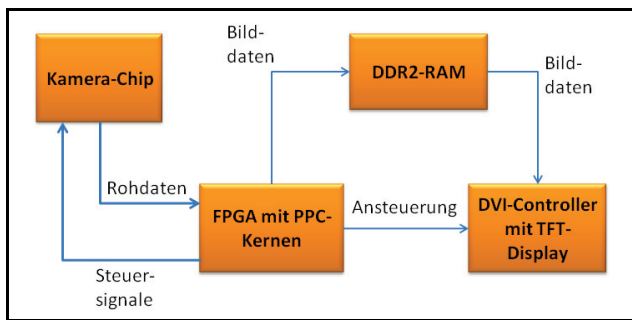 Kamera-Chip
Bild-
daten
DDR2-RAM
Bild-
daten
Rohdaten
FPGA mit PPC-
Kernen
Ansteuerung
DVI-Controller
mit TFT-
Display
Steuer-
signale